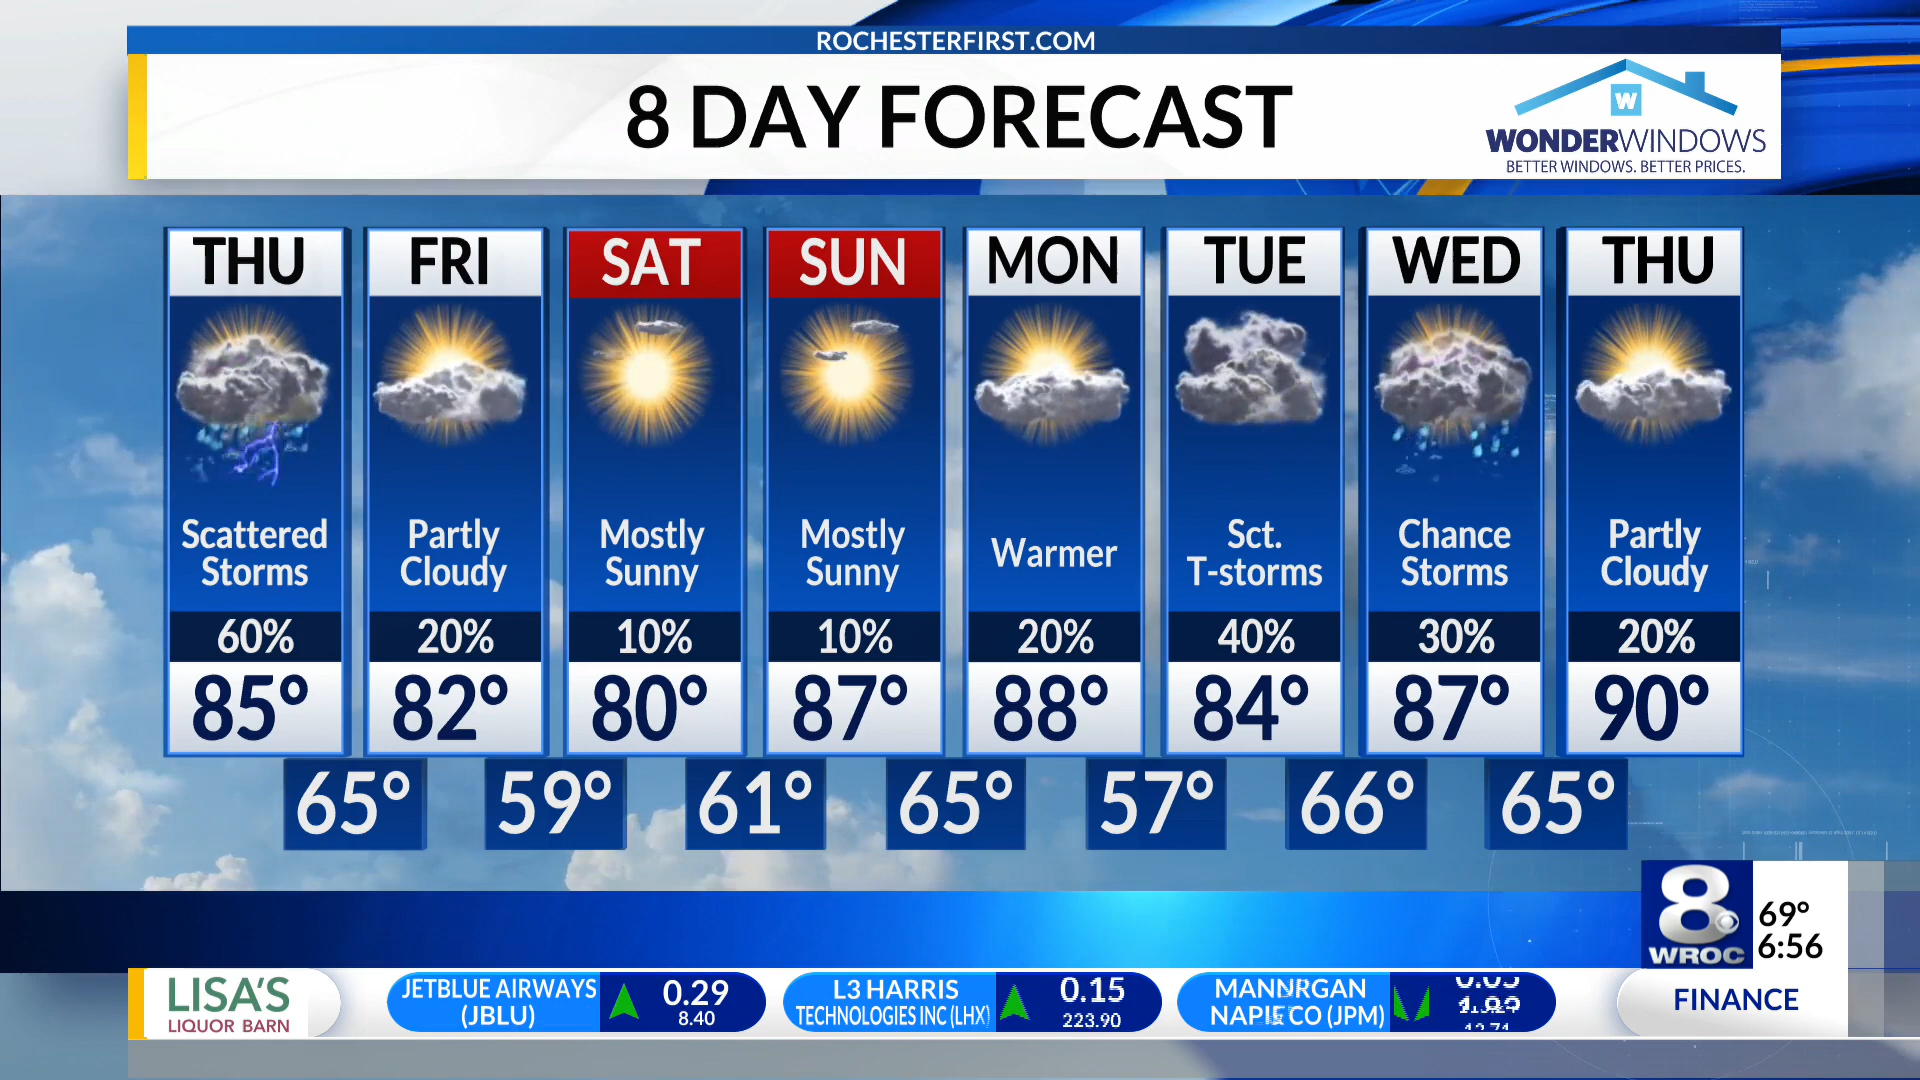 ROCHESTERFIRST.COM
8 DAY FORECAST
W
WONDERWINDOWS
BETTER WINDOWS. BETTER PRICES.
THU FRI SAT SUN MON TUE WED THU
Scattered
Storms
Partly
Cloudy
Mostly
Sunny
Mostly
Sunny
Warmer
Sct.
T-storms
Chance
Storms
Partly
Cloudy
60% 20% 10% 10% 20% 40% 30% 20%
85° 82° 80° 87° 88° 84° 87° 90°
65° 59° 61° 65° 57° 66° 65°
8
WROC
69°
6:56
LISA'S
LIQUOR BARN
JETBLUE AIRWAYS
(JBLU)
0.29
8.40
L3 HARRIS
TECHNOLOGIES INC (LHX)
0.15
223.90
CO (JPM)
FINANCE